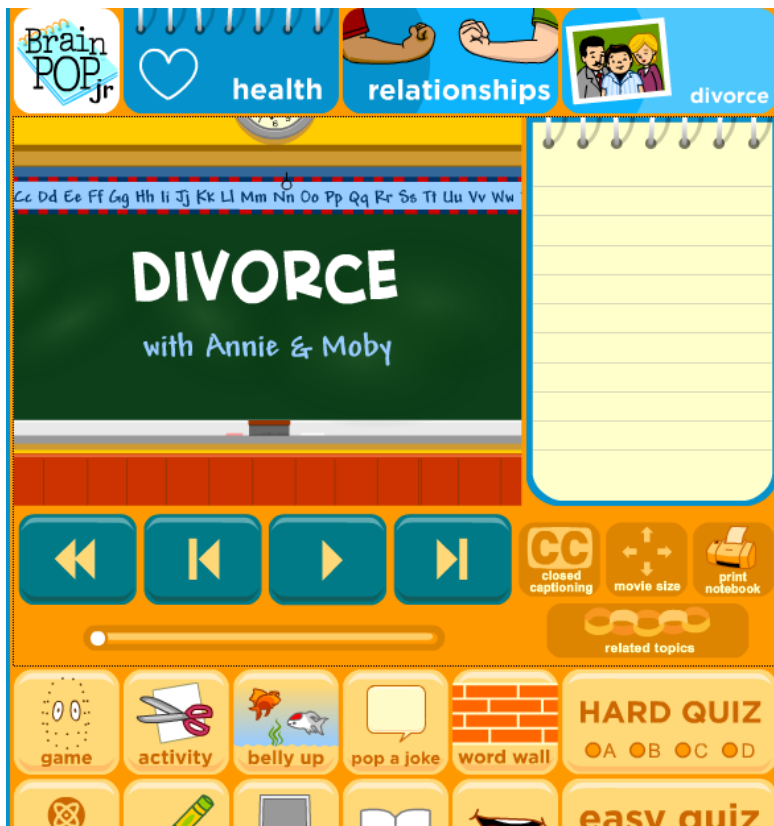 Brain
POP
jr
health
relationships
divorce
Cc Dd Ee Ff Gg Hh Ii Jj Kk Ll Mm Nn Oo Pp Qq Rr Ss Tt Uu Vv Ww
DIVORCE
with Annie & Moby
CC
closed
captioning
movie size
print
notebook
related topics
game
activity
belly up
pop a joke
word wall
HARD QUIZ
A B C D
easy quiz